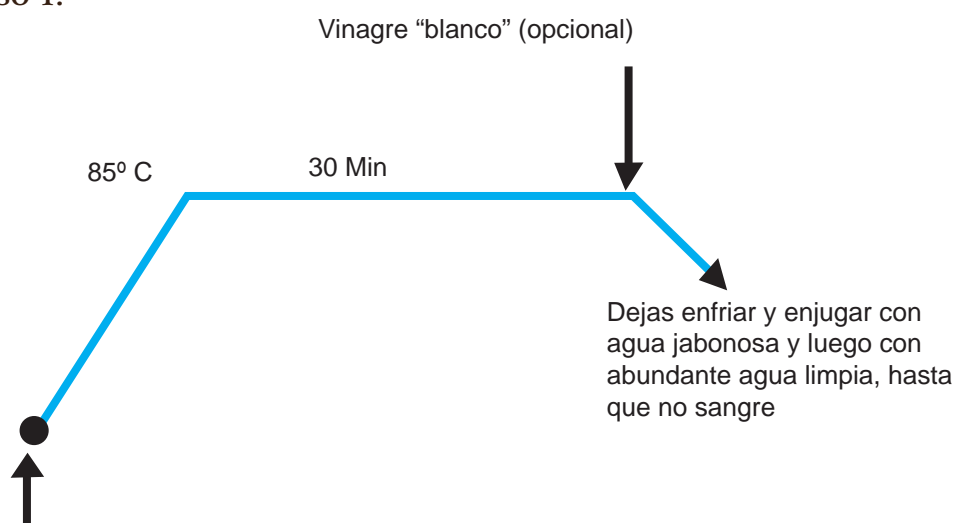 Vinagre “blanco” (opcional)
85º C
30 Min
Dejas enfriar y enjugar con
agua jabonosa y luego con
abundante agua limpia, hasta
que no sangre